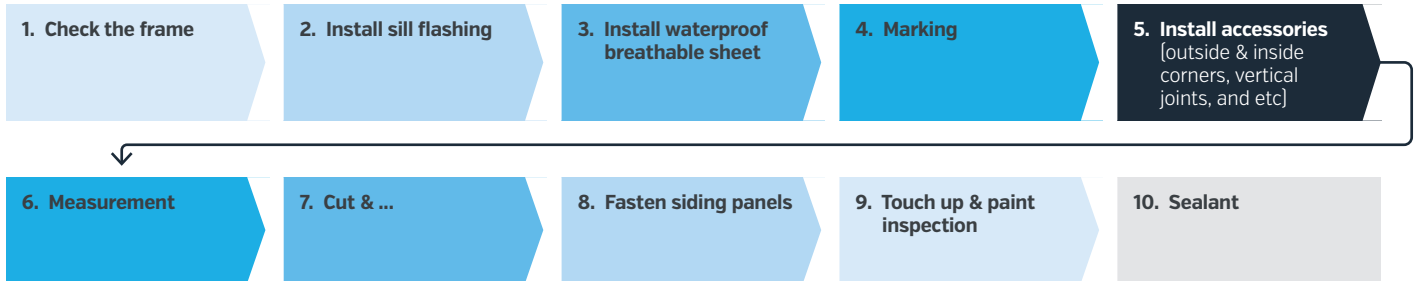 1. Check the frame
2. Install sill flashing
3. Install waterproof
breathable sheet
4. Marking
5. Install accessories
(outside & inside
corners, vertical
joints, and etc)
6. Measurement
7. Cut & ...
8. Fasten siding panels
9. Touch up & paint
inspection
10. Sealant